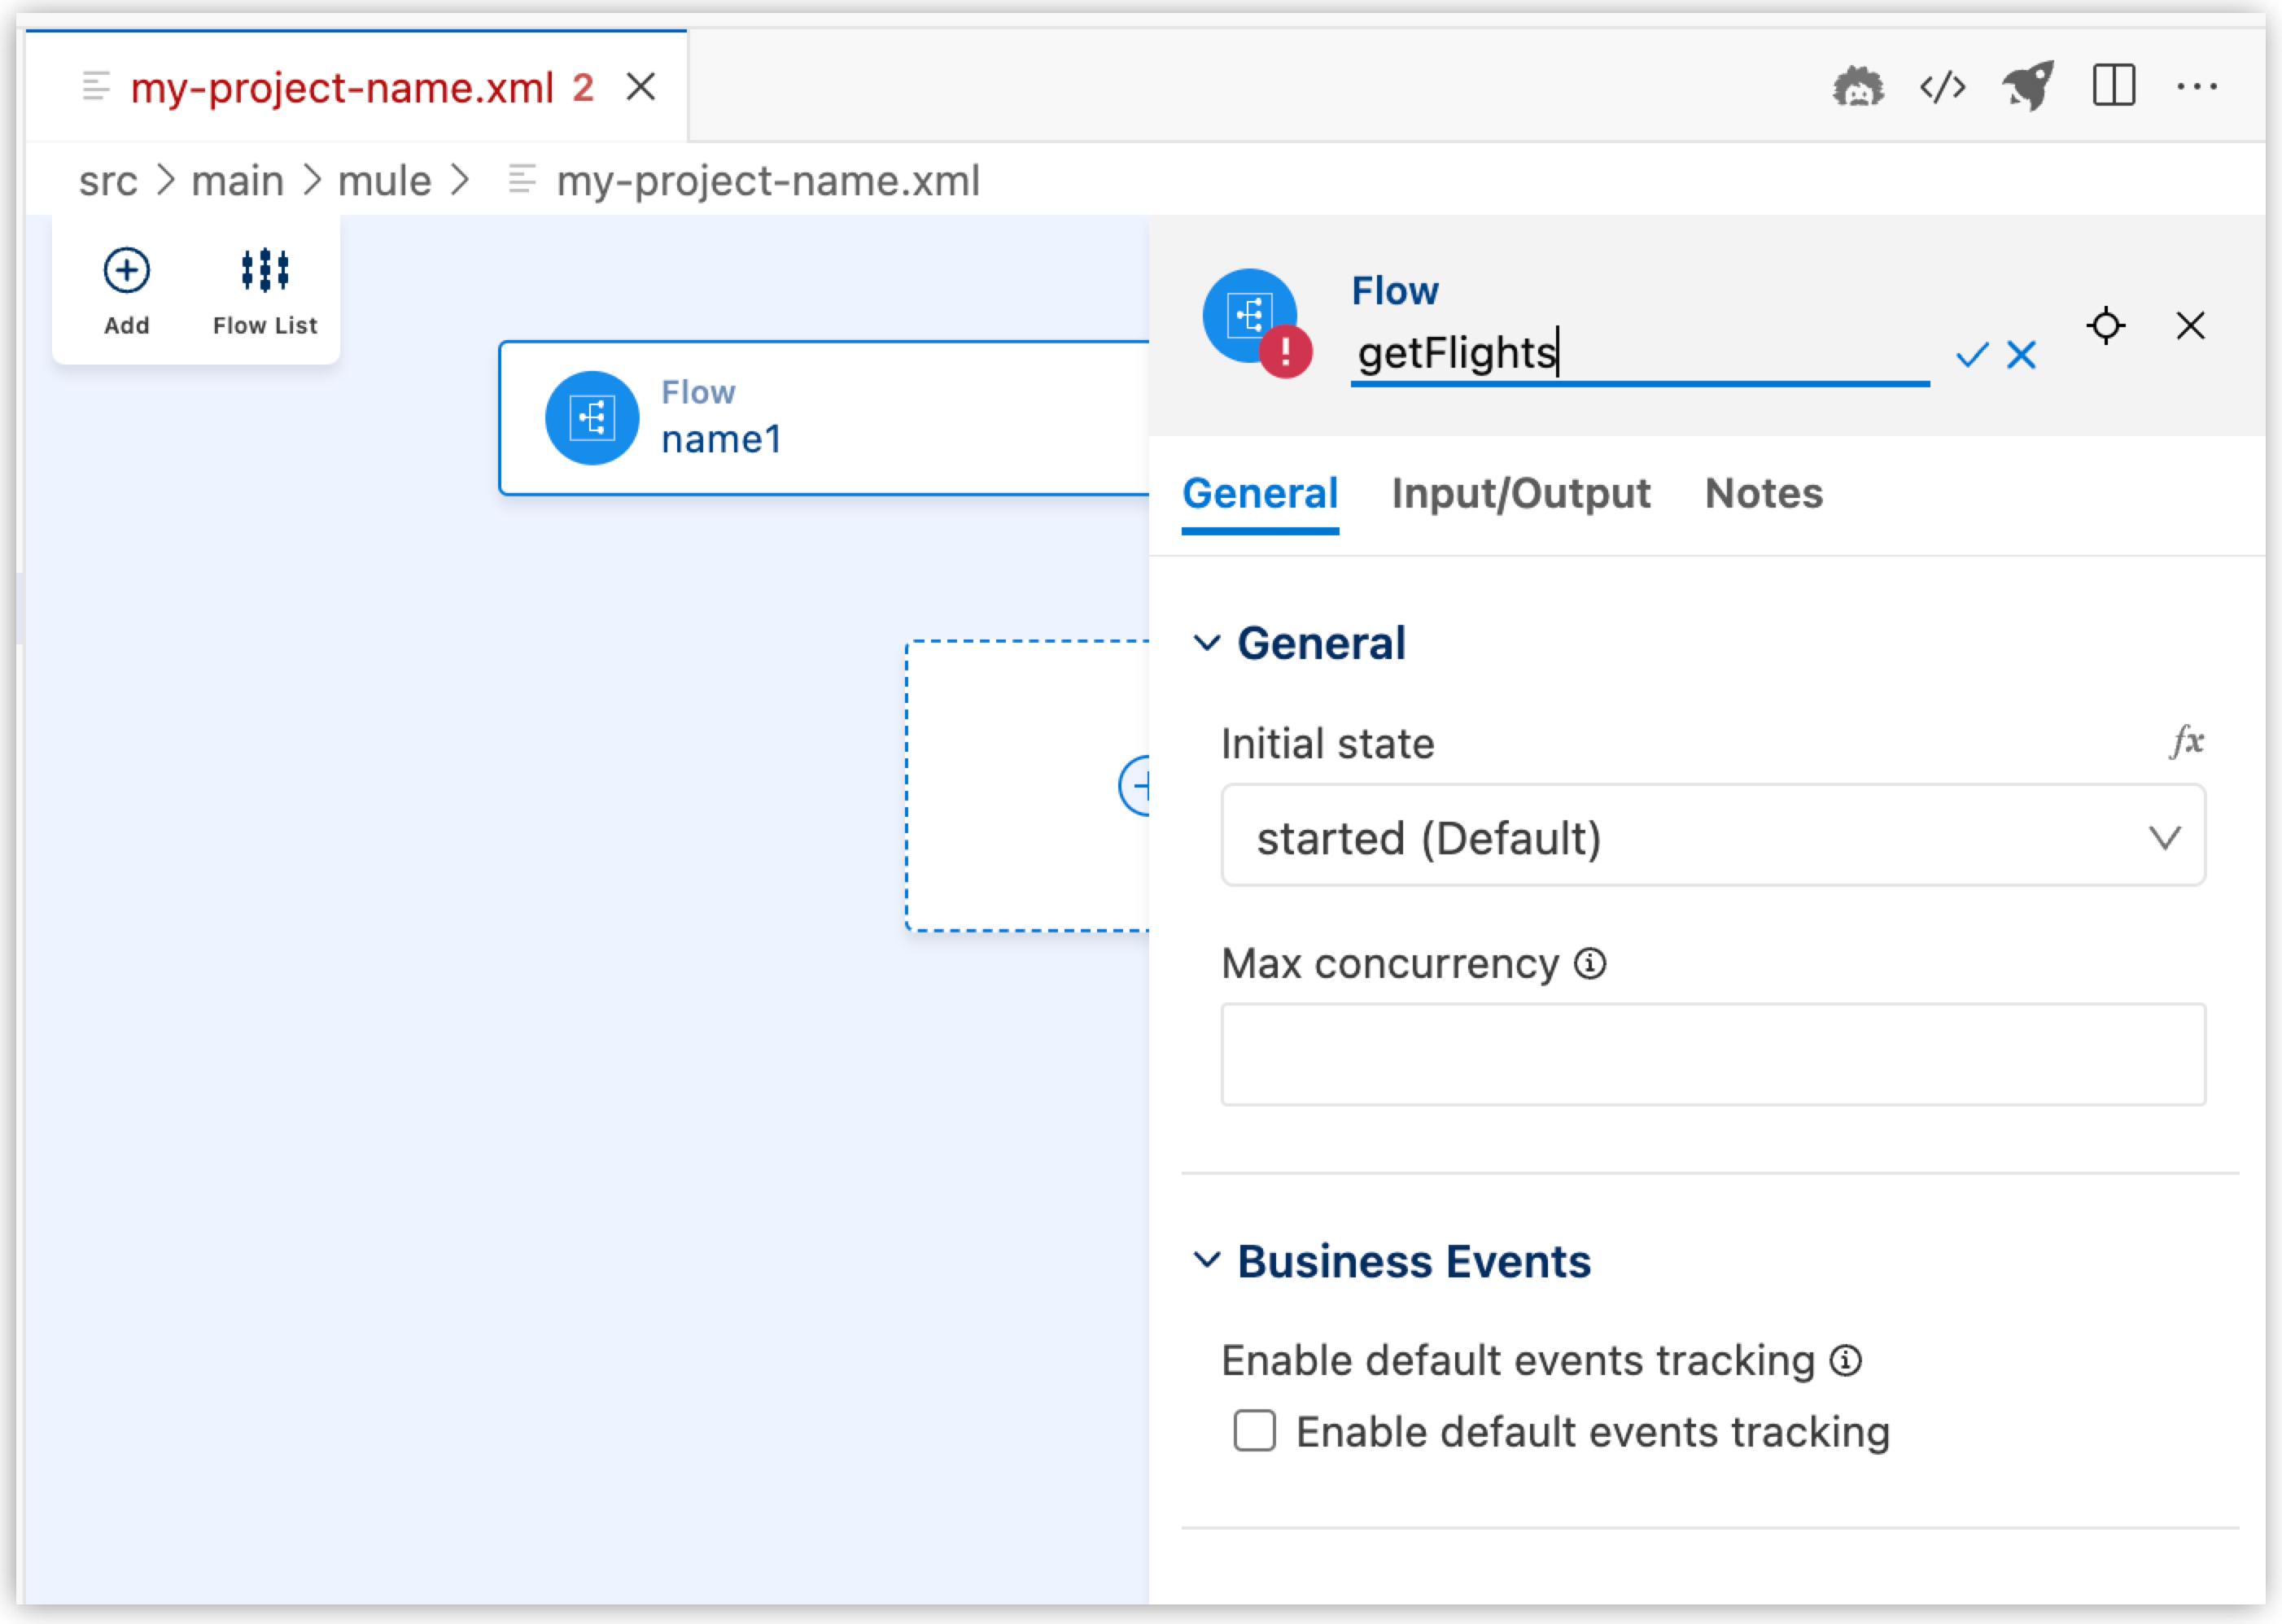 my-project-name.xml 2
src > main > mule > my-project-name.xml
Add
Flow List
Flow
name1
Flow
getFlights
General Input/Output Notes
General
Initial state fx
started (Default)
Max concurrency
Business Events
Enable default events tracking
Enable default events tracking